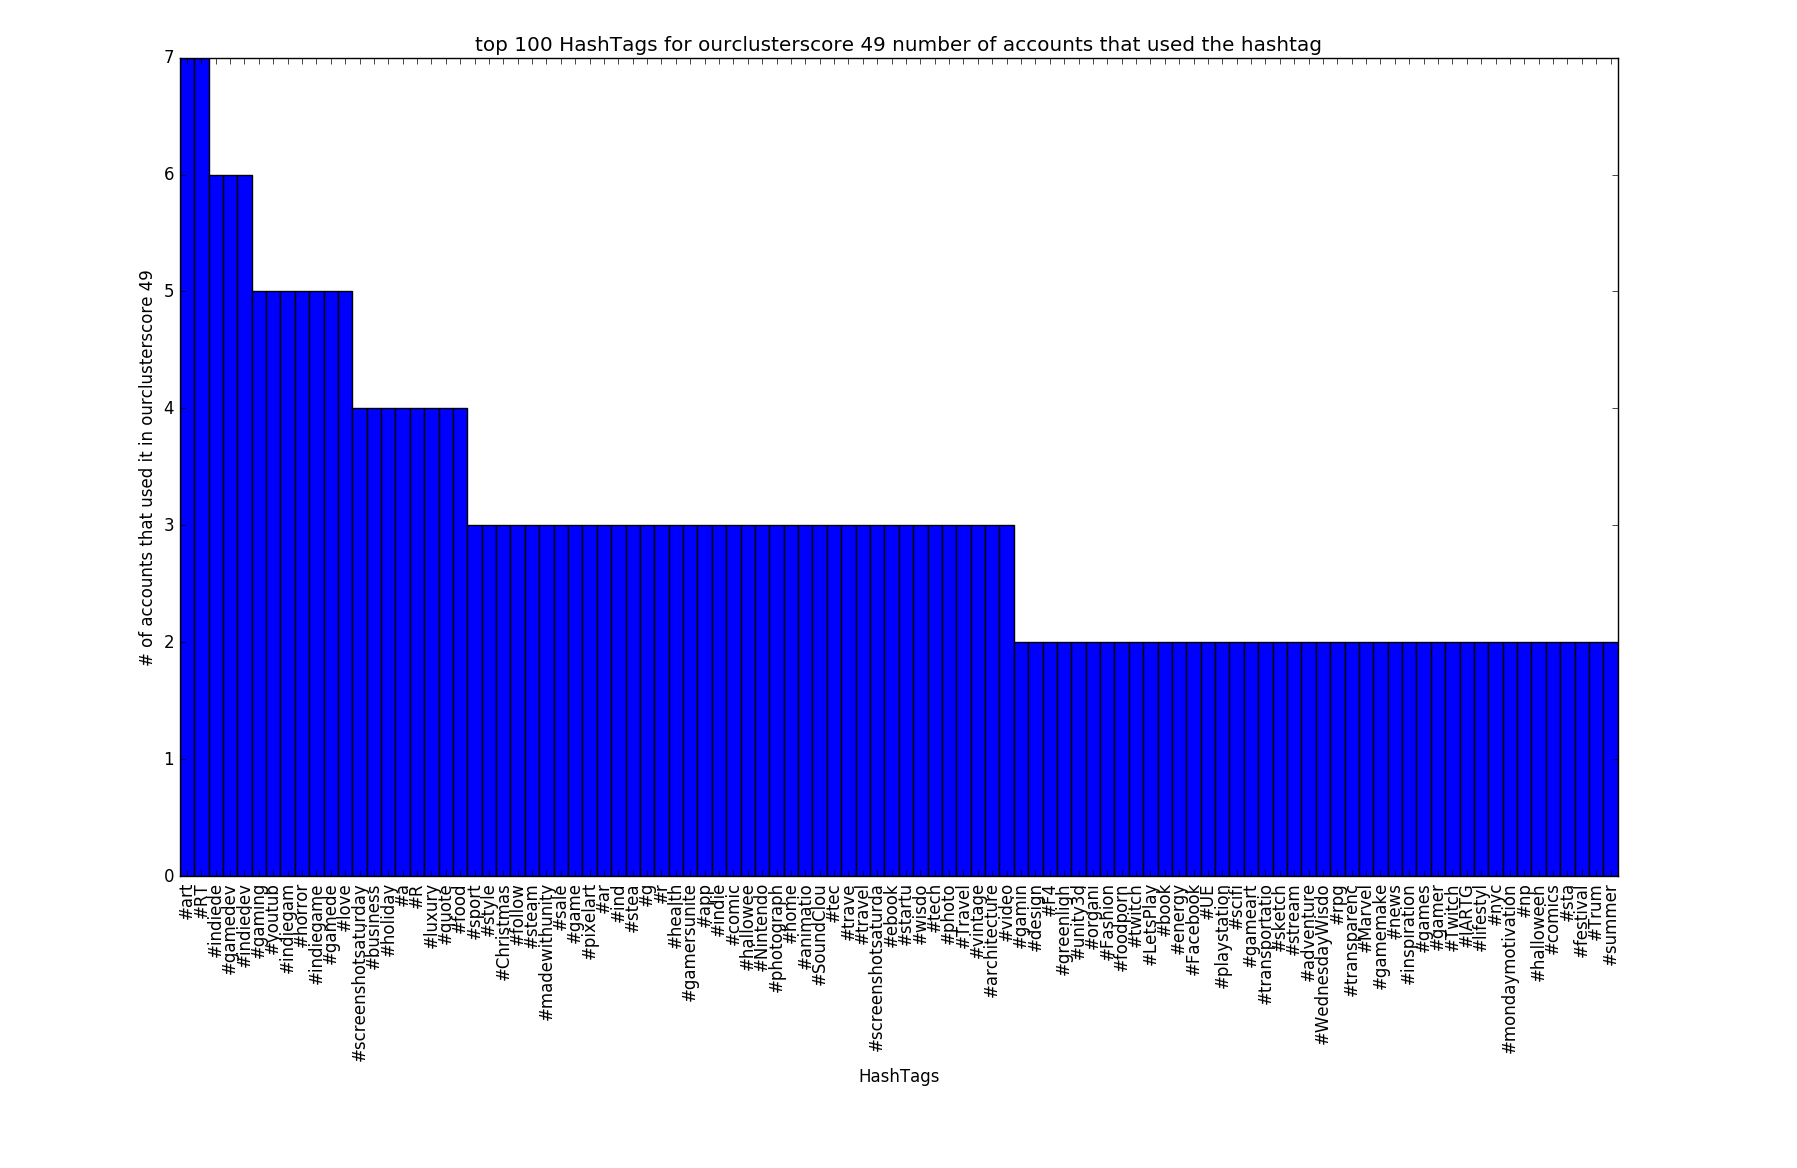 top 100 HashTags for ourclusterscore 49 number of accounts that used the hashtag
# of accounts that used it in ourclusterscore 49
7
6
5
4
3
2
1
0
#art
#RT
#indiede
#gamedev
#indiedev
#gaming
#youtub
#indiegam
#horror
#indiegame
#gamede
#love
#screenshotsaturday
#business
#holiday
#a
#R
#luxury
#quote
#food
#sport
#style
#Christmas
#follow
#steam
#madewithunity
#sale
#game
#pixelart
#ar
#ind
#stea
#g
#r
#health
#gamersunite
#app
#indie
#comic
#hallowee
#Nintendo
#photograph
#home
#animatio
#SoundClou
#tec
#trave
#travel
#screenshotsaturda
#ebook
#startu
#wisdo
#tech
#photo
#Travel
#vintage
#architecture
#video
#gamin
#design
#F4
#greenligh
#unity3d
#organi
#Fashion
#foodporn
#twitch
#LetsPlay
#book
#energy
#Facebook
#UE
#playstation
#scifi
#gameart
#transportatio
#sketch
#stream
#adventure
#WednesdayWisdo
#rpg
#transparenc
#Marvel
#gamemake
#news
#inspiration
#games
#gamer
#Twitch
#IARTG
#lifestyl
#nyc
#mondaymotivation
#np
#halloween
#comics
#sta
#festival
#Trum
#summer
HashTags